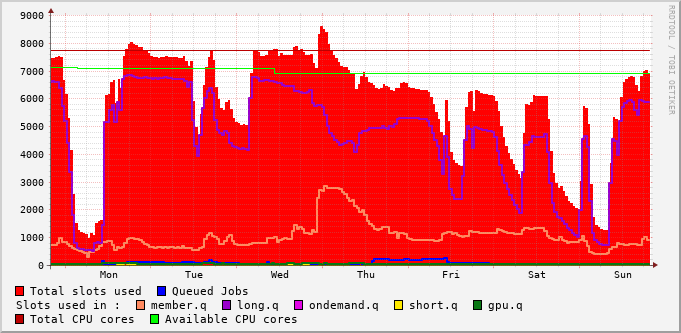 9000
8000
7000
6000
5000
4000
3000
2000
1000
0
Mon Tue Wed Thu Fri Sat Sun
Total slots used Queued Jobs
Slots used in : member.q long.q ondemand.q short.q gpu.q
Total CPU cores Available CPU cores
RRDTOOL / TOBI OETIKER